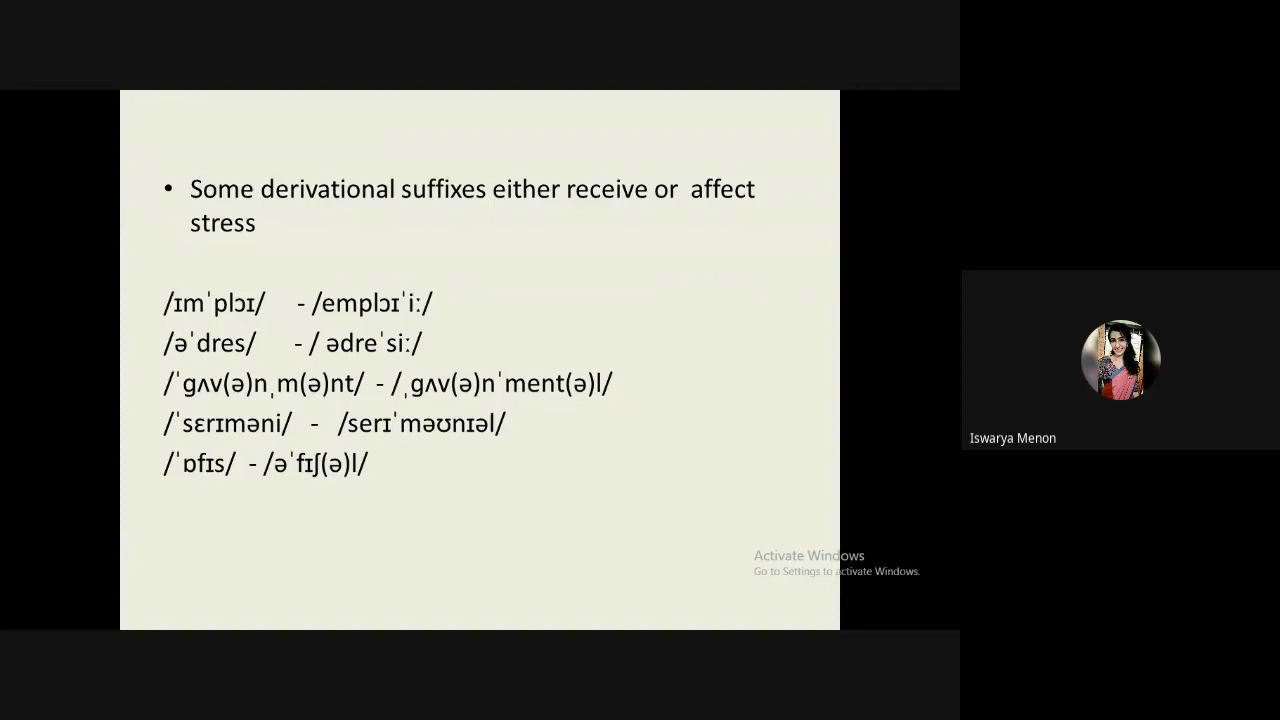 • Some derivational suffixes either receive or affect
stress
/ɪmˈplɔɪ/ - /emplɔɪˈiː/
/əˈdres/ - / ədreˈsiː/
/ˈɡʌv(ə)nˌm(ə)nt/ - /ˌɡʌv(ə)nˈment(ə)l/
/ˈsɛrɪməni/ - /serɪˈməʊnɪəl/
/ˈɒfɪs/ - /əˈfɪʃ(ə)l/
Iswarya Menon
Activate Windows
Go to Settings to activate Windows.